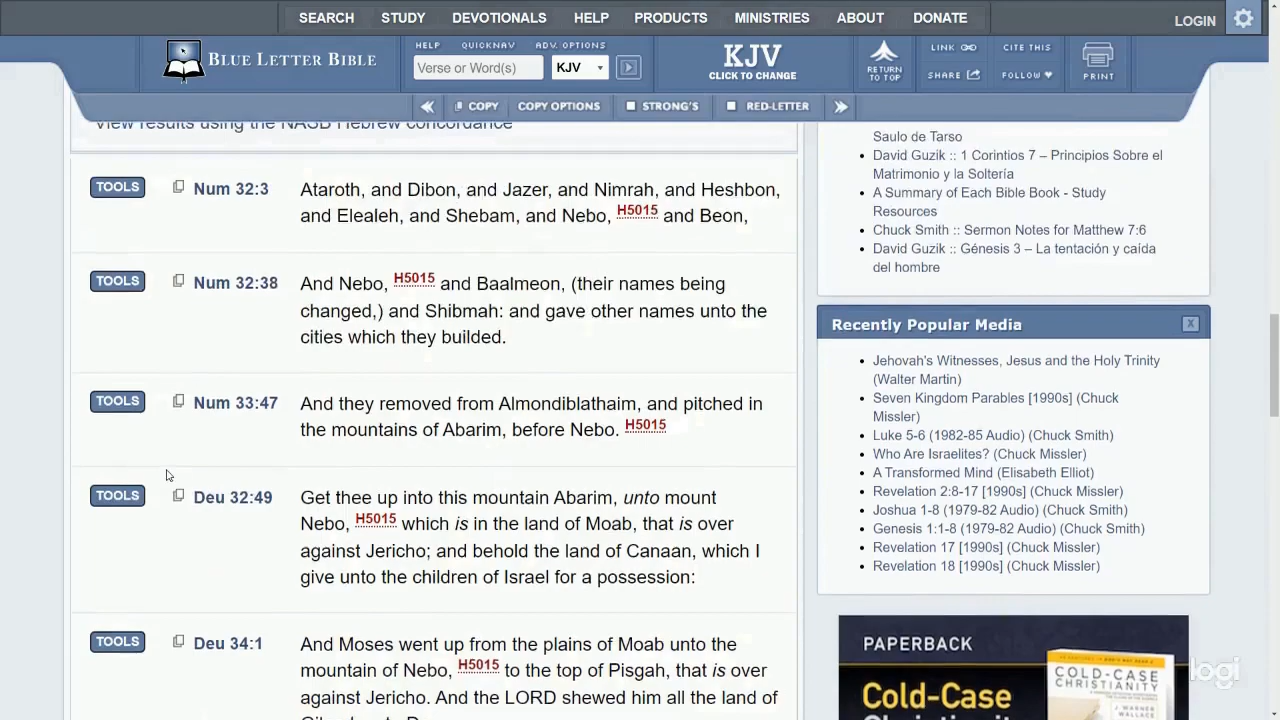 SEARCH STUDY DEVOTIONALS HELP PRODUCTS MINISTRIES ABOUT DONATE LOGIN
BLUE LETTER BIBLE
HELP QUICKNAV ADV. OPTIONS
Verse or Word(s) KJV
KJV
CLICK TO CHANGE
RETURN
TO TOP
LINK CITE THIS
SHARE FOLLOW
PRINT
COPY COPY OPTIONS STRONG'S RED-LETTER
View results using the NASB Hebrew concordance
TOOLS Num 32:3 Ataroth, and Dibon, and Jazer, and Nimrah, and Heshbon,
and Elealeh, and Shebam, and Nebo, H5015 and Beon,
TOOLS Num 32:38 And Nebo, H5015 and Baalmeon, (their names being
changed,) and Shibmah: and gave other names unto the
cities which they builded.
TOOLS Num 33:47 And they removed from Almondiblathaim, and pitched in
the mountains of Abarim, before Nebo. H5015
TOOLS Deu 32:49 Get thee up into this mountain Abarim, unto mount
Nebo, H5015 which is in the land of Moab, that is over
against Jericho; and behold the land of Canaan, which I
give unto the children of Israel for a possession:
TOOLS Deu 34:1 And Moses went up from the plains of Moab unto the
mountain of Nebo, H5015 to the top of Pisgah, that is over
against Jericho. And the LORD shewed him all the land of
Saulo de Tarso
David Guzik :: 1 Corintios 7 – Principios Sobre el
Matrimonio y la Soltería
A Summary of Each Bible Book - Study
Resources
Chuck Smith :: Sermon Notes for Matthew 7:6
David Guzik :: Génesis 3 – La tentación y caída
del hombre
Recently Popular Media X
Jehovah's Witnesses, Jesus and the Holy Trinity
(Walter Martin)
Seven Kingdom Parables [1990s] (Chuck
Missler)
Luke 5-6 (1982-85 Audio) (Chuck Smith)
Who Are Israelites? (Chuck Missler)
A Transformed Mind (Elisabeth Elliot)
Revelation 2:8-17 [1990s] (Chuck Missler)
Joshua 1-8 (1979-82 Audio) (Chuck Smith)
Genesis 1:1-8 (1979-82 Audio) (Chuck Smith)
Revelation 17 [1990s] (Chuck Missler)
Revelation 18 [1990s] (Chuck Missler)
PAPERBACK
Cold-Case
COLD-CASE
CHRISTIANITY
J. WARNER
WALLACE
logi